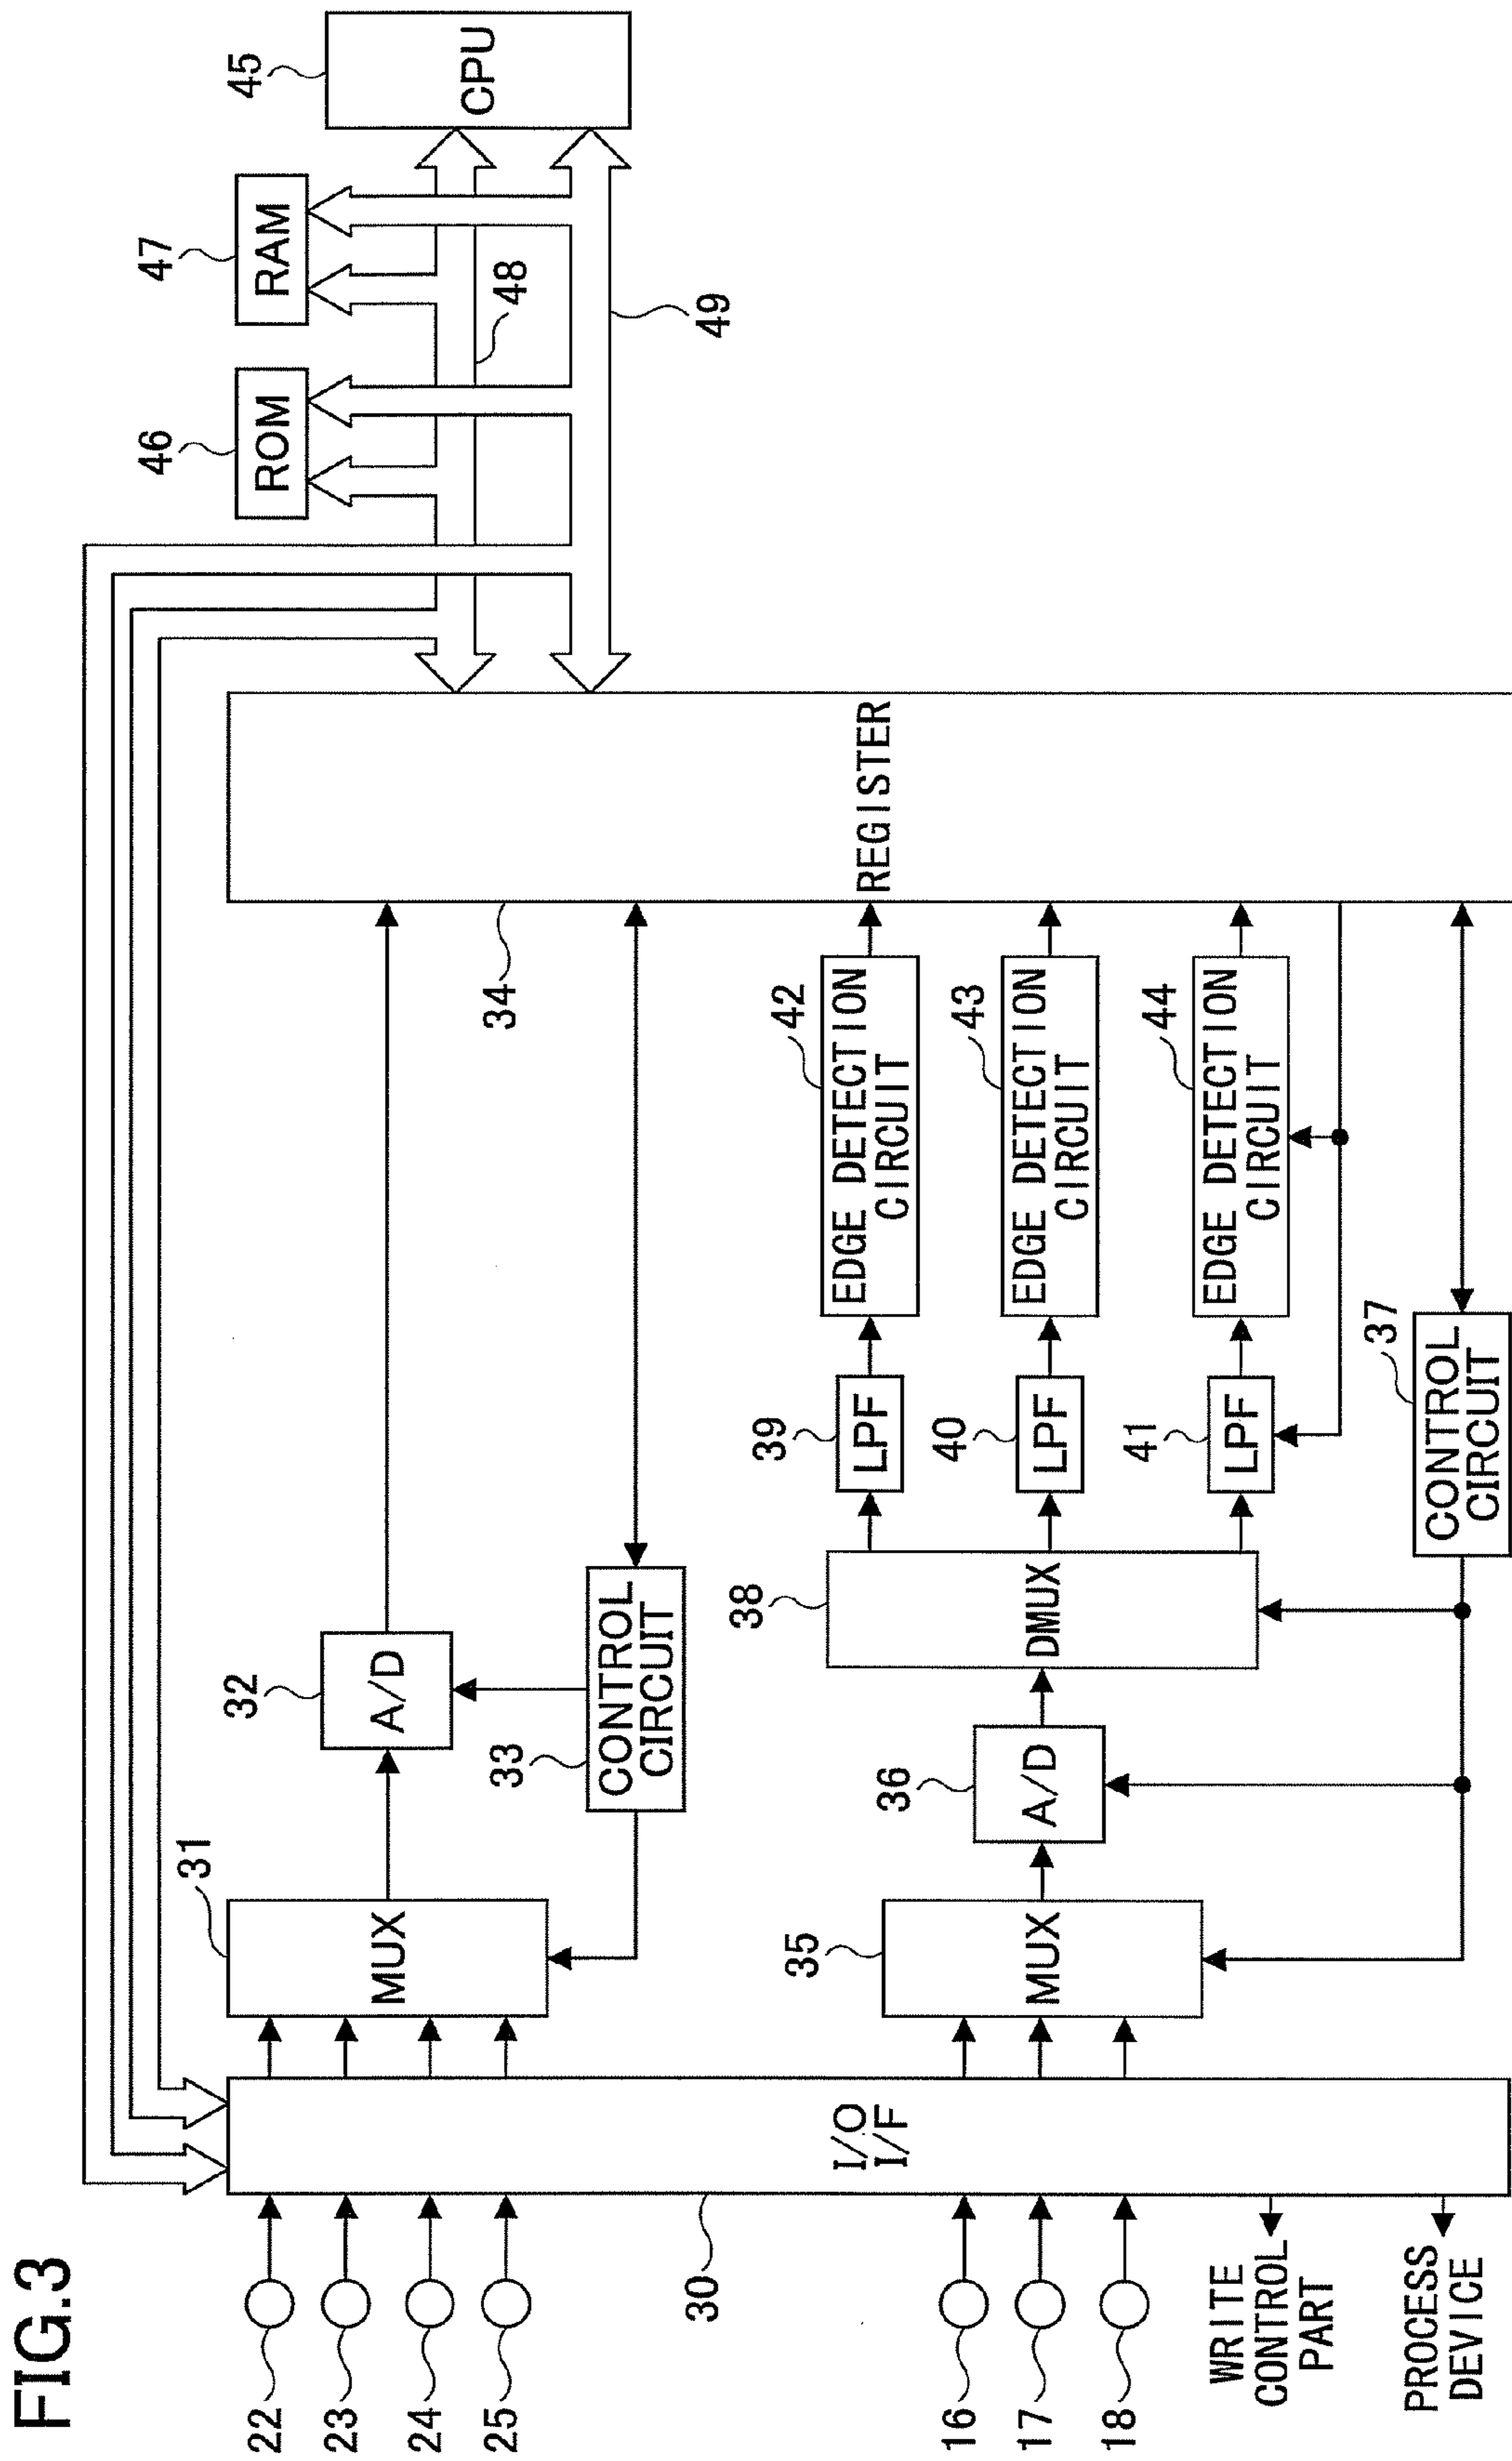 FIG.3
22
23
24
25
16
17
18
WRITE
CONTROL
PART
PROCESS
DEVICE
30
I/O
I/F
31
MUX
32
A/D
33
CONTROL
CIRCUIT
34
REGISTER
35
MUX
36
A/D
38
DMUX
39
LPF
40
LPF
41
LPF
42
EDGE DETECTION
CIRCUIT
43
EDGE DETECTION
CIRCUIT
44
EDGE DETECTION
CIRCUIT
37
CONTROL
CIRCUIT
46
ROM
47
RAM
48
49
45
CPU